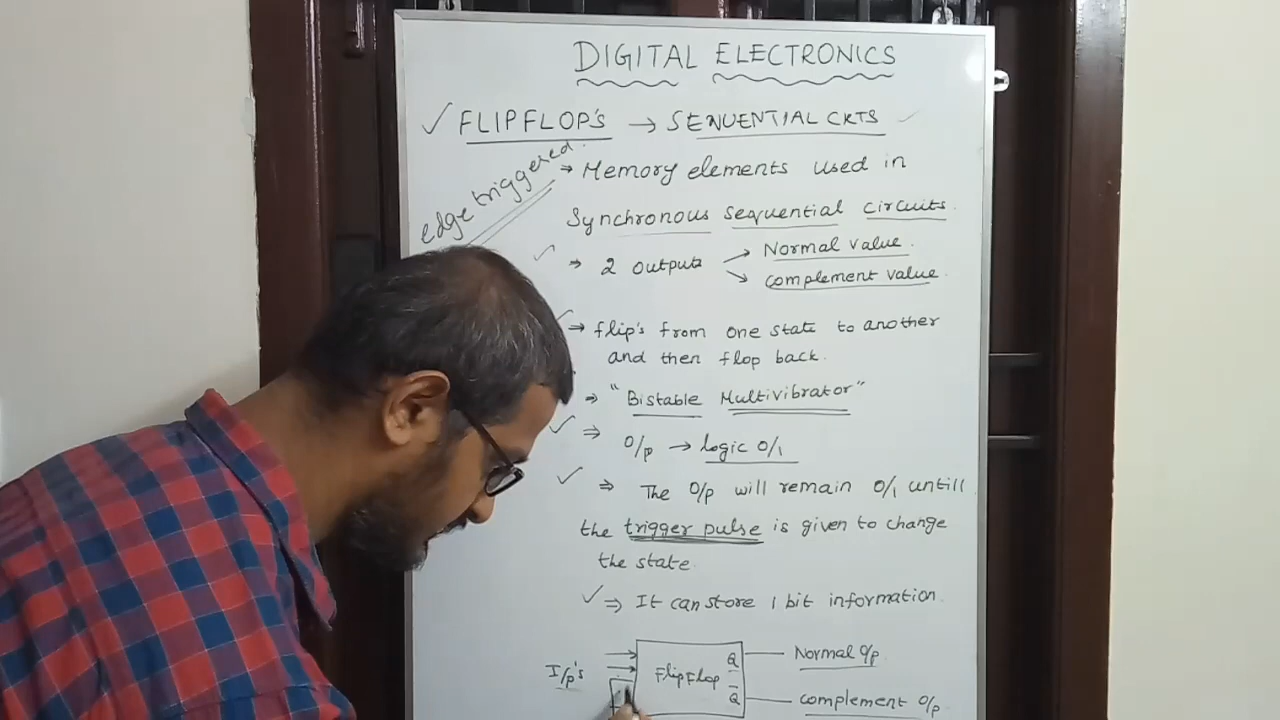 DIGITAL ELECTRONICS
✓ FLIPFLOP'S → SENUENTIAL CKTS
edge triggered.
⇒ Memory elements used in
Synchronous sequential circuits.
⇒ 2 outputs → Normal value.
→ complement value.
⇒ flip's from one state to another
and then flop back.
⇒ "Bistable Multivibrator"
⇒ O/p → logic 0/1
⇒ The O/p will remain 0/1 untill
the trigger pulse is given to change
the state.
⇒ It can store 1 bit information.
I/p's
FlipFlop
Q
Q̅
Normal O/p
complement O/p